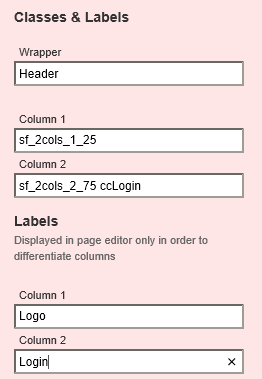 Classes & Labels
Wrapper
Header
Column 1
sf_2cols_1_25
Column 2
sf_2cols_2_75 ccLogin
Labels
Displayed in page editor only in order to
differentiate columns
Column 1
Logo
Column 2
Login